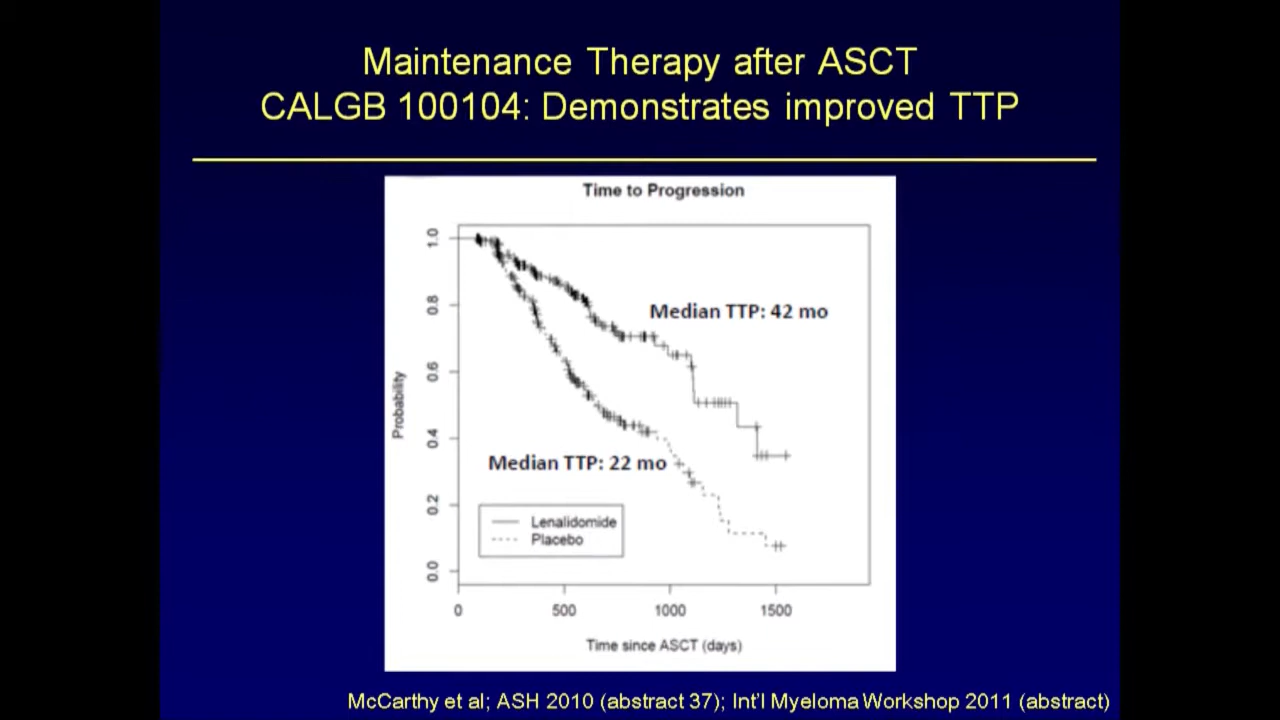 Maintenance Therapy after ASCT
CALGB 100104: Demonstrates improved TTP
Time to Progression
1.0
0.8
0.6
0.4
0.2
0.0
Probability
Median TTP: 42 mo
Median TTP: 22 mo
Lenalidomide
Placebo
0 500 1000 1500
Time since ASCT (days)
McCarthy et al; ASH 2010 (abstract 37); Int'l Myeloma Workshop 2011 (abstract)